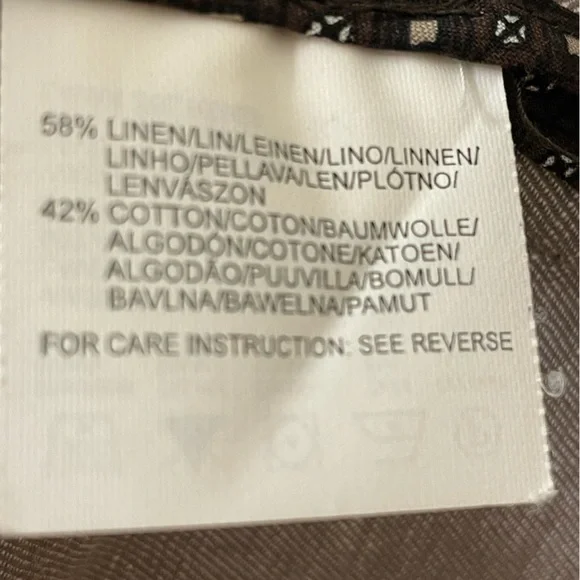 58% LINEN/LIN/LEINEN/LINO/LINNEN/
LINHO/PELLAVA/LEN/PLÓTNO/
LENVÁSZON
42% COTTON/COTON/BAUMWOLLE/
ALGODÓN/COTONE/KATOEN/
ALGODÃO/PUUVILLA/BOMULL/
BAVLNA/BAWELNA/PAMUT
FOR CARE INSTRUCTION: SEE REVERSE